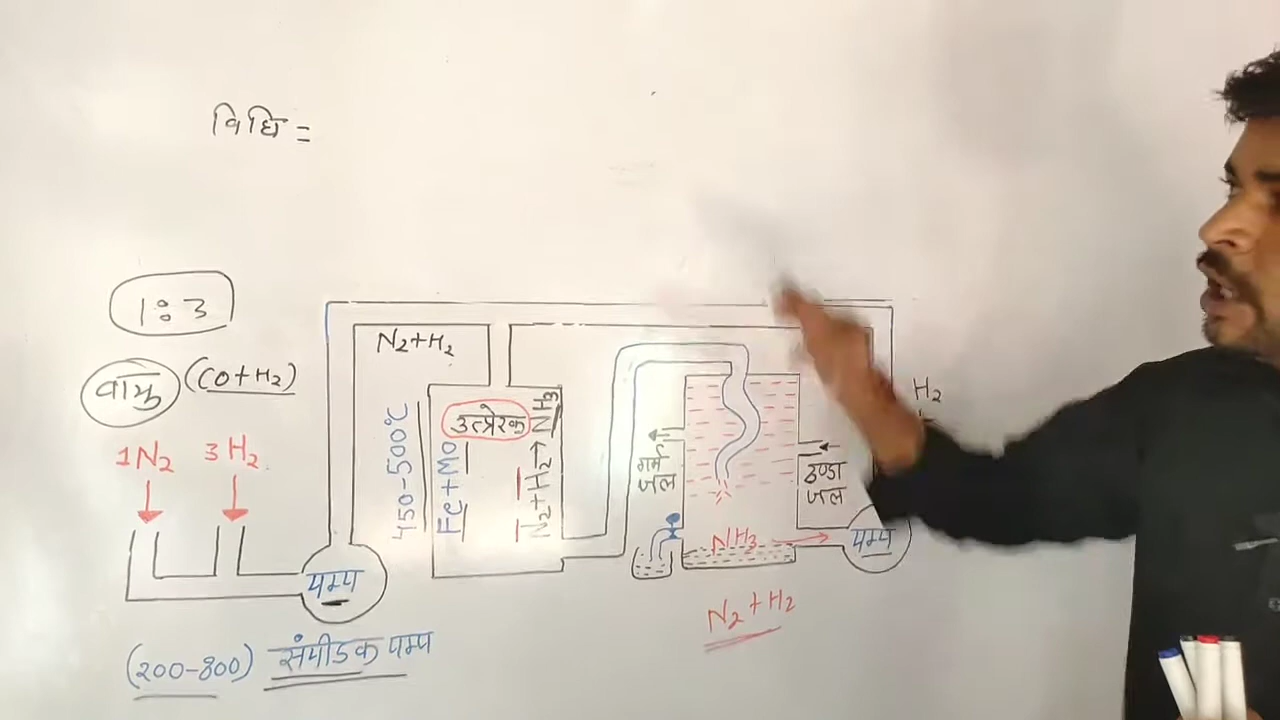 विधि =
1 : 3
वायु (CO+H2)
1N2 3H2
पम्प
(200-800) संपीडक पम्प
N2+H2
450-500°C
उत्प्रेरक
Fe+Mo
N2+H2→NH3
गर्म
जल
ठण्डा
जल
NH3
पम्प
N2+H2
H2